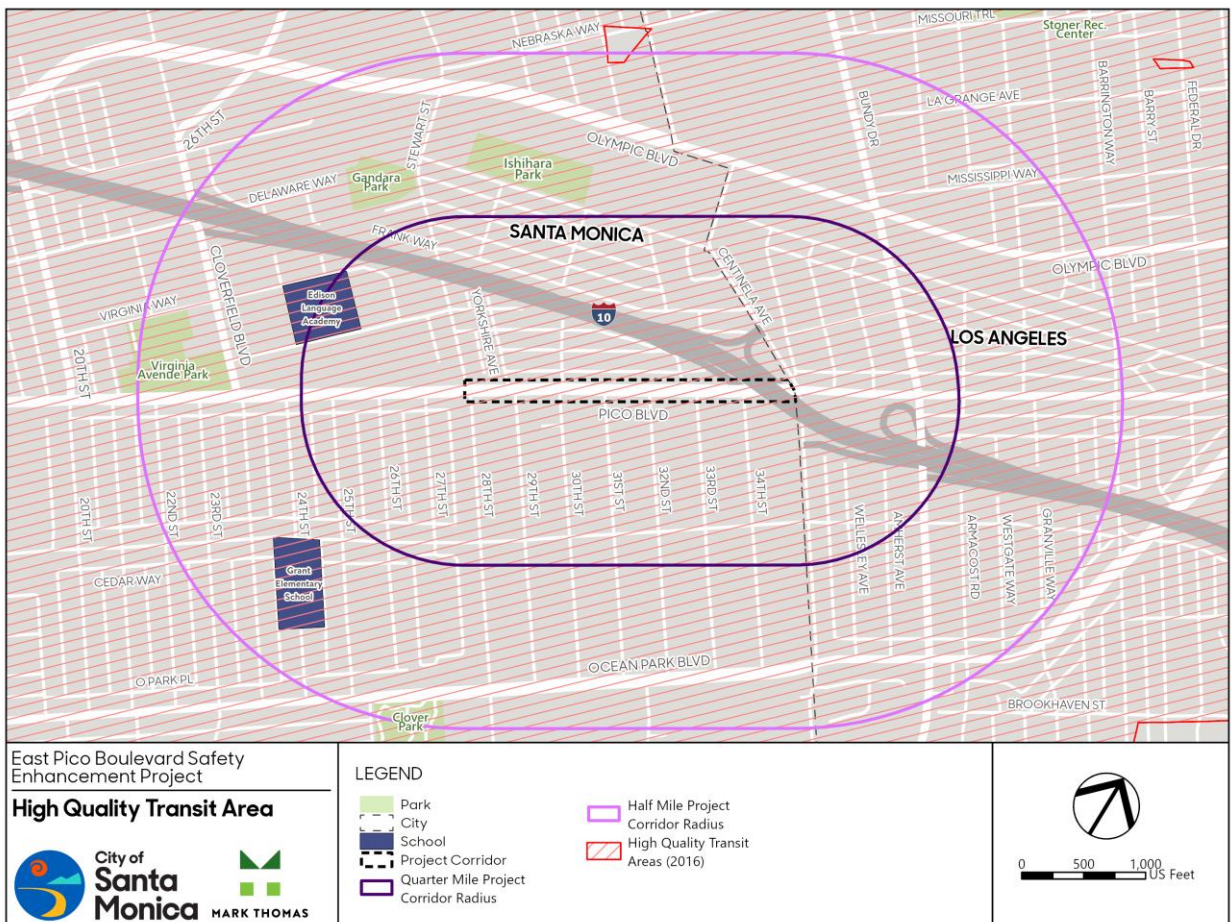 MISSOURI TRL
Stoner Rec.
Center
NEBRASKA WAY
26TH ST
STEWART ST
OLYMPIC BLVD
BUNDY DR
LA GRANGE AVE
BARRINGTON WAY
BARRY ST
FEDERAL DR
DELAWARE WAY
Gandara
Park
Ishihara
Park
MISSISSIPPI WAY
FRANK WAY
SANTA MONICA
CENTINELA AVE
OLYMPIC BLVD
CLOVERFIELD BLVD
Edison
Language
Academy
VIRGINIA WAY
YORKSHIRE AVE
10
LOS ANGELES
20TH ST
Virginia
Avenue Park
PICO BLVD
20TH ST
22ND ST
23RD ST
24TH ST
25TH ST
26TH ST
27TH ST
28TH ST
29TH ST
30TH ST
31ST ST
32ND ST
33RD ST
34TH ST
WELLESLEY AVE
AMHERST AVE
ARMACOST RD
WESTGATE WAY
GRANVILLE WAY
CEDAR WAY
Grant
Elementary
School
OCEAN PARK BLVD
O PARK PL
Clover
Park
BROOKHAVEN ST
East Pico Boulevard Safety
Enhancement Project
High Quality Transit Area
City of
Santa
Monica
MARK THOMAS
LEGEND
Park
City
School
Project Corridor
Quarter Mile Project
Corridor Radius
Half Mile Project
Corridor Radius
High Quality Transit
Areas (2016)
0 500 1,000
US Feet